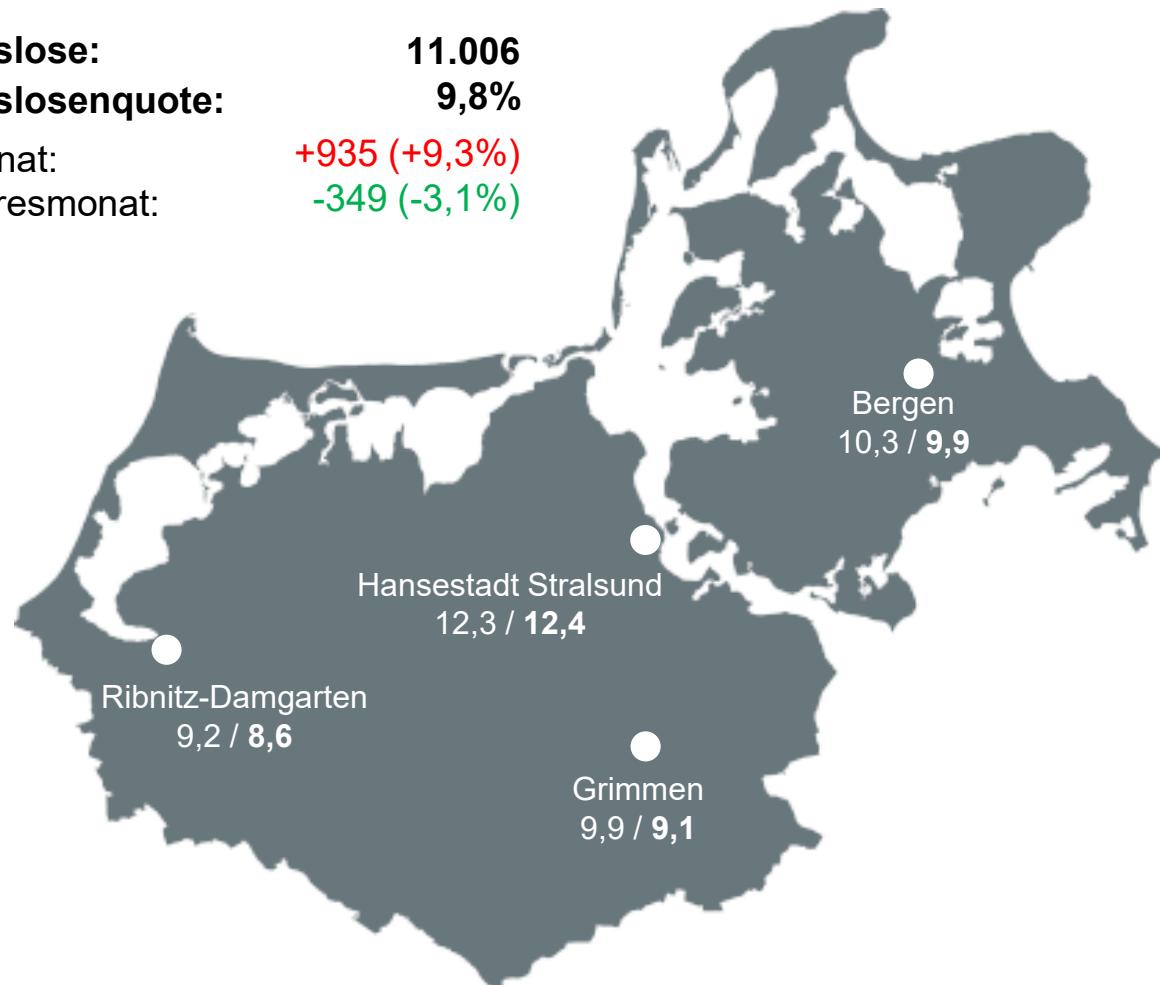 slose: 11.006
slosenquote: 9,8%
nat: +935 (+9,3%)
resmonat: -349 (-3,1%)
Bergen
10,3 / 9,9
Hansestadt Stralsund
12,3 / 12,4
Ribnitz-Damgarten
9,2 / 8,6
Grimmen
9,9 / 9,1